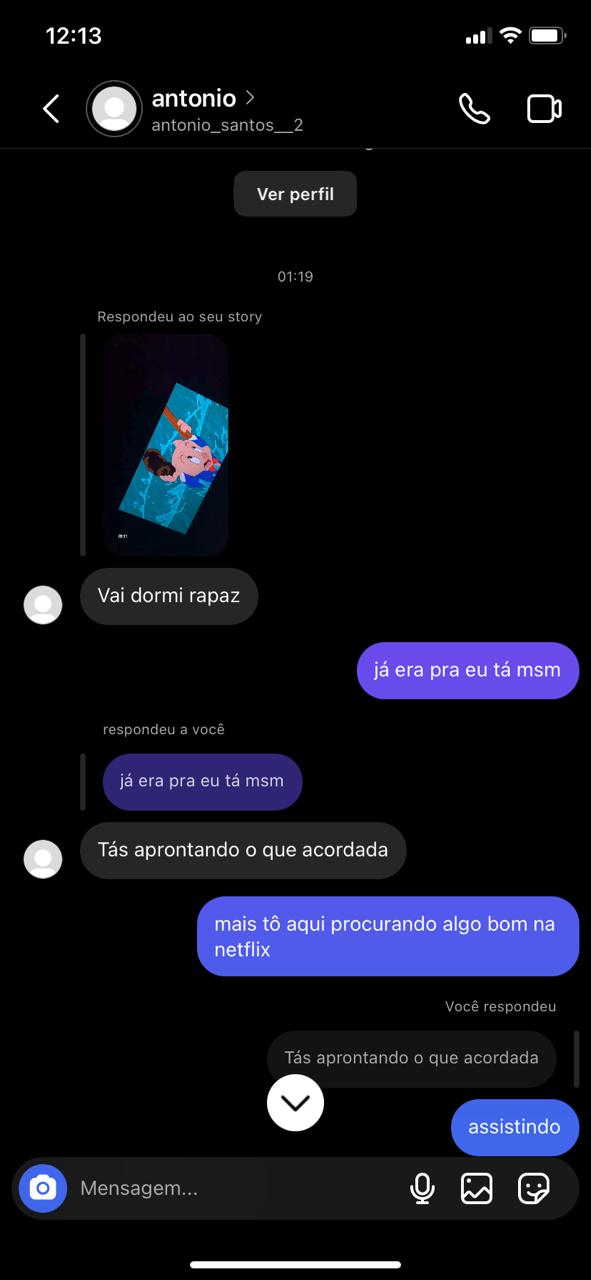 12:13
antonio
antonio_santos__2
Ver perfil
01:19
Respondeu ao seu story
Vai dormi rapaz
já era pra eu tá msm
respondeu a você
já era pra eu tá msm
Tás aprontando o que acordada
mais tô aqui procurando algo bom na
netflix
Você respondeu
Tás aprontando o que acordada
assistindo
Mensagem...